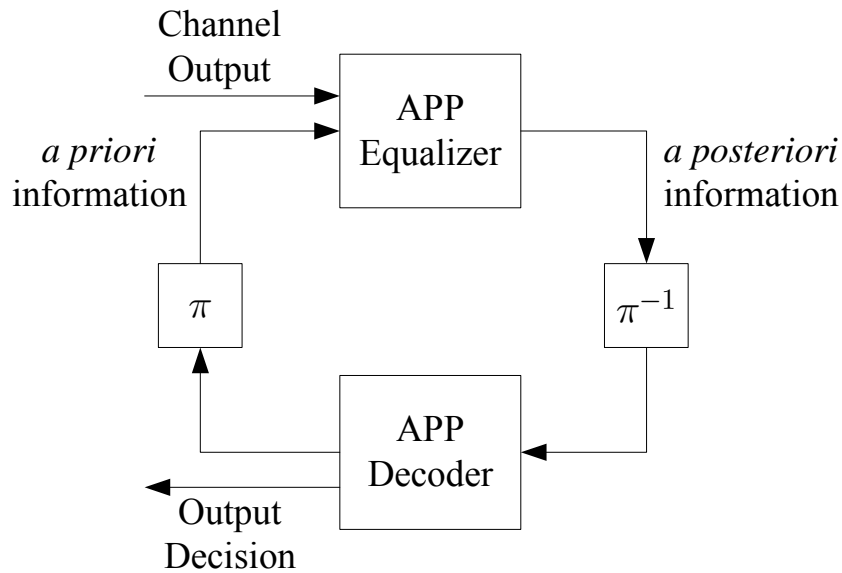 Channel
Output
APP
Equalizer
a priori
information
a posteriori
information
π
π⁻¹
APP
Decoder
Output
Decision